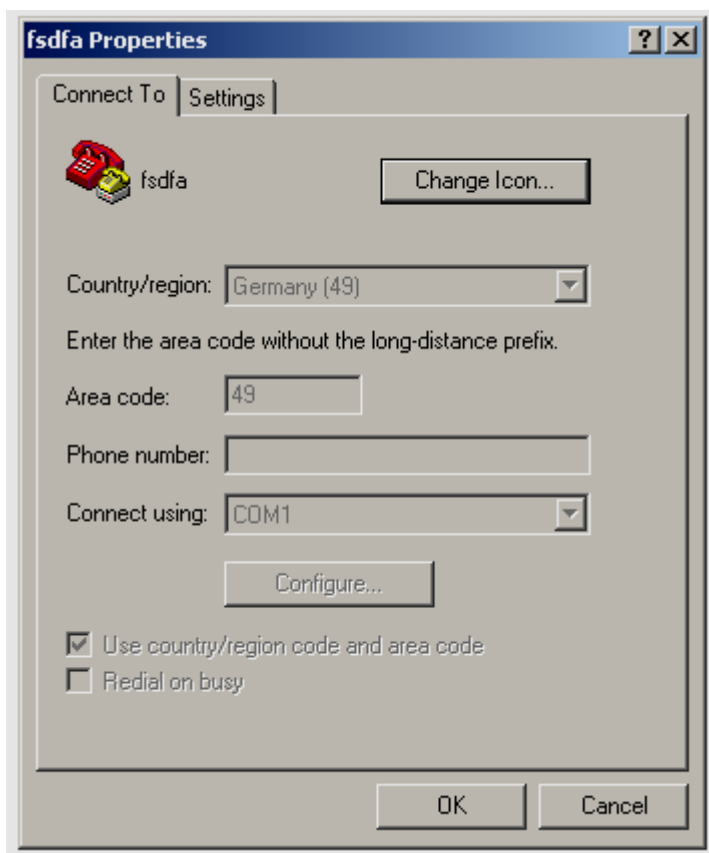 fsdfa Properties
Connect To Settings
fsdfa Change Icon...
Country/region: Germany (49)
Enter the area code without the long-distance prefix.
Area code: 49
Phone number:
Connect using: COM1
Configure...
Use country/region code and area code
Redial on busy
OK Cancel